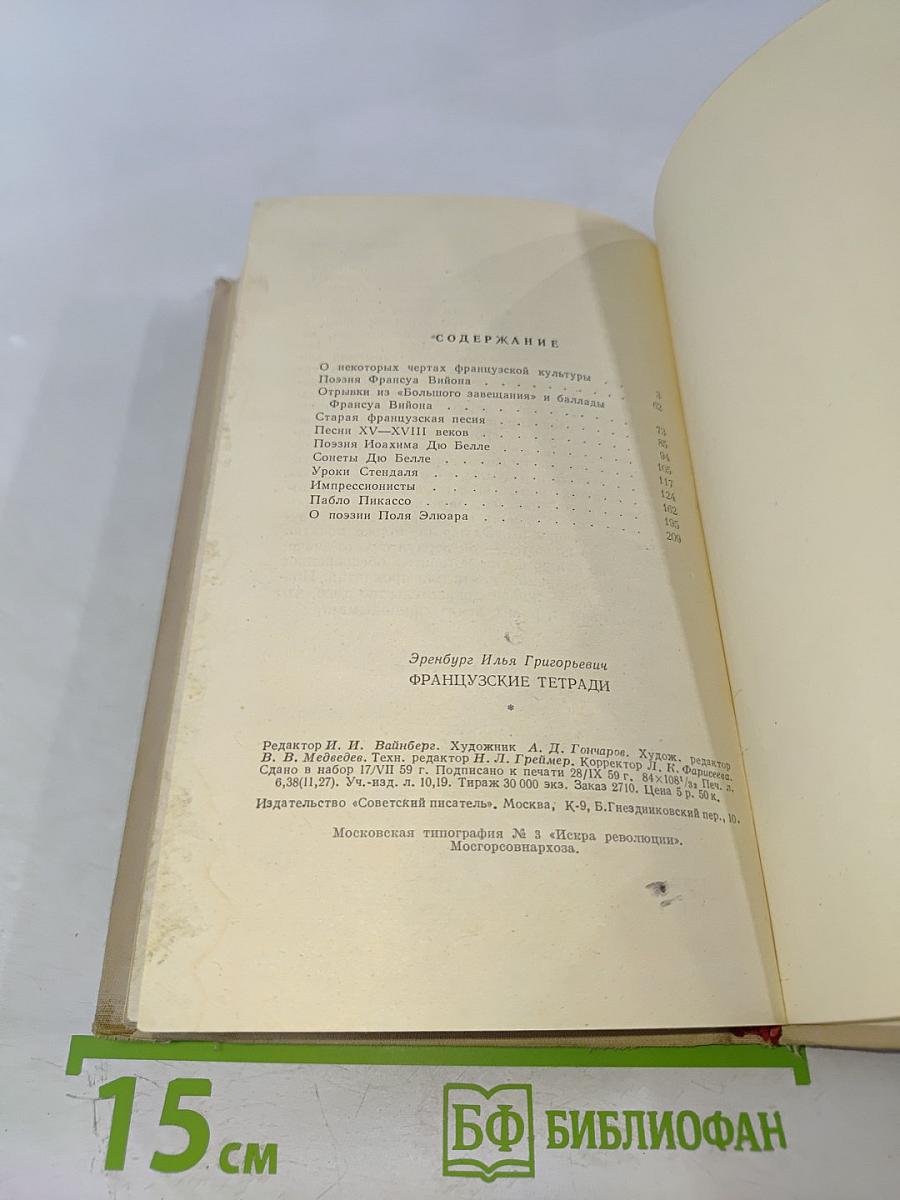 СОДЕРЖАНИЕ
О некоторых чертах французской культуры . . 3
Поэзия Франсуа Вийона . . . . . . . . 62
Отрывки из «Большого завещания» и баллады
Франсуа Вийона . . . . . . . . . 73
Старая французская песня . . . . . . . 85
Песни XV—XVIII веков . . . . . . . . 94
Поэзия Иоахима Дю Белле . . . . . . . 105
Сонеты Дю Белле . . . . . . . . . 117
Уроки Стендаля . . . . . . . . . 124
Импрессионисты . . . . . . . . . 162
Пабло Пикассо . . . . . . . . . 195
О поэзии Поля Элюара . . . . . . . . 209
Эренбург Илья Григорьевич
ФРАНЦУЗСКИЕ ТЕТРАДИ
*
Редактор И. И. Вайнберг. Художник А. Д. Гончаров. Худож. редактор
В. В. Медведев. Техн. редактор Н. Л. Греймер. Корректор Л. К. Фарисеева.
Сдано в набор 17/VII 59 г. Подписано к печати 28/IX 59 г. 84×108¹/₃₂ Печ. л.
6,38(11,27). Уч.-изд. л. 10,19. Тираж 30 000 экз. Заказ 2710. Цена 5 р. 50 к.
Издательство «Советский писатель». Москва, К-9, Б.Гнездниковский пер., 10.
Московская типография № 3 «Искра революции».
Мосгорсовнархоза.
15 см
БФ БИБЛИОФАН